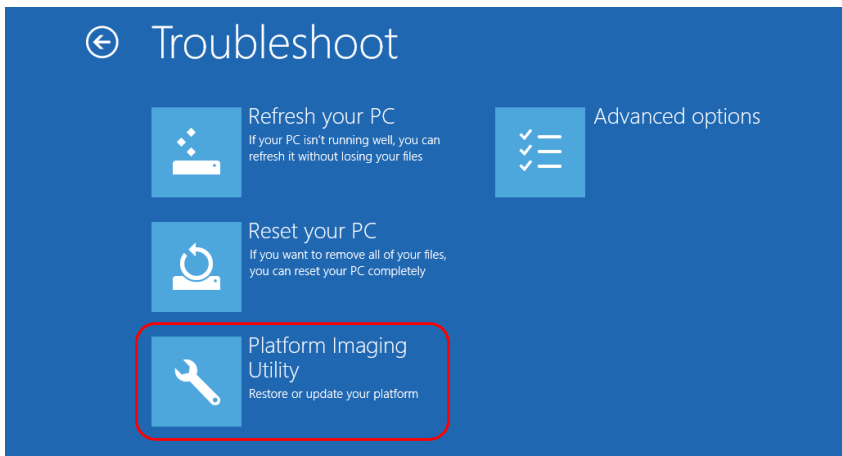 Troubleshoot
Refresh your PC
If your PC isn't running well, you can
refresh it without losing your files
Advanced options
Reset your PC
If you want to remove all of your files,
you can reset your PC completely
Platform Imaging
Utility
Restore or update your platform